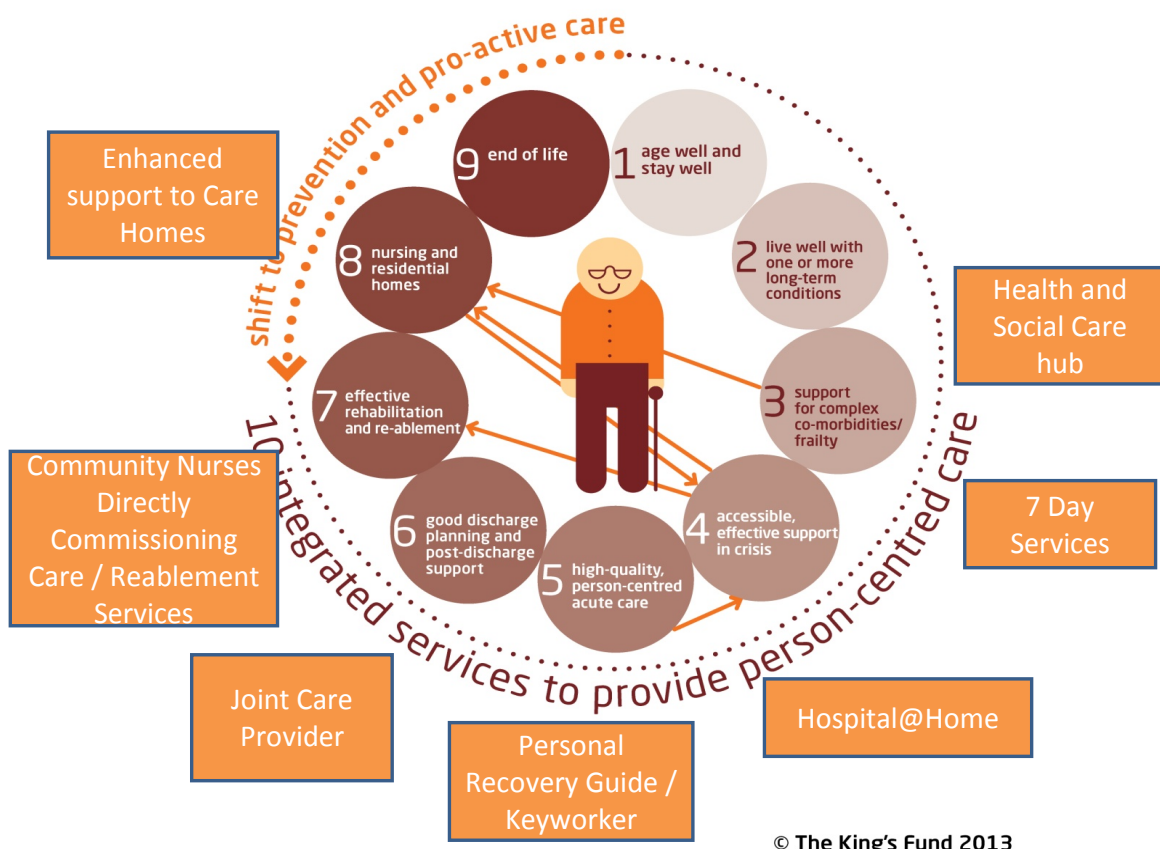 shift to prevention and pro-active care
9 end of life
1 age well and
stay well
2 live well with
one or more
long-term
conditions
3 support
for complex
co-morbidities/
frailty
4 accessible,
effective support
in crisis
5 high-quality,
person-centred
acute care
6 good discharge
planning and
post-discharge
support
7 effective
rehabilitation
and re-ablement
8 nursing and
residential
homes
10 integrated services to provide person-centred care
Enhanced
support to Care
Homes
Health and
Social Care
hub
7 Day
Services
Hospital@Home
Personal
Recovery Guide /
Keyworker
Joint Care
Provider
Community Nurses
Directly
Commissioning
Care / Reablement
Services
© The King's Fund 2013